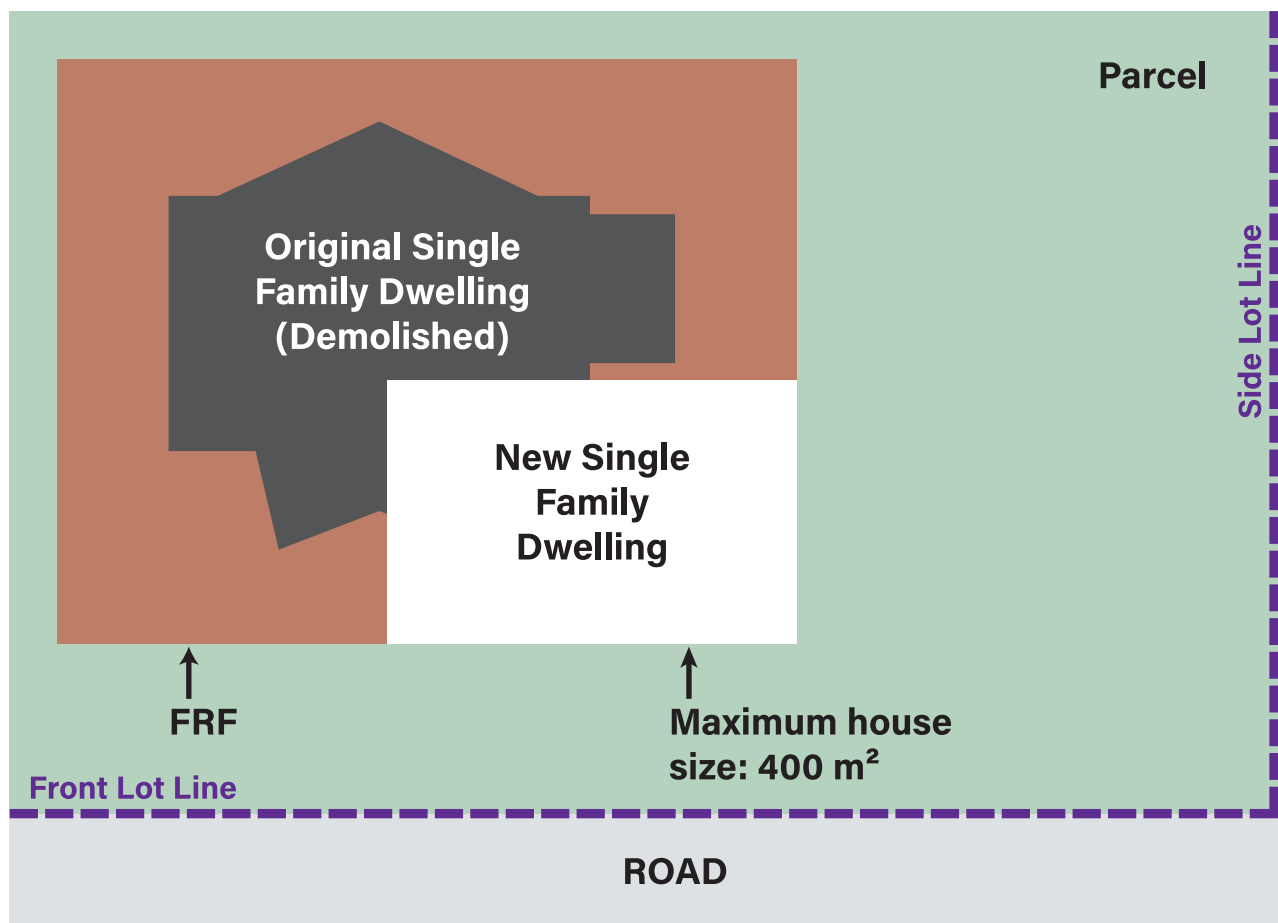 Parcel
Original Single
Family Dwelling
(Demolished)
Side Lot Line
New Single
Family
Dwelling
FRF
Maximum house
size: 400 m²
Front Lot Line
ROAD